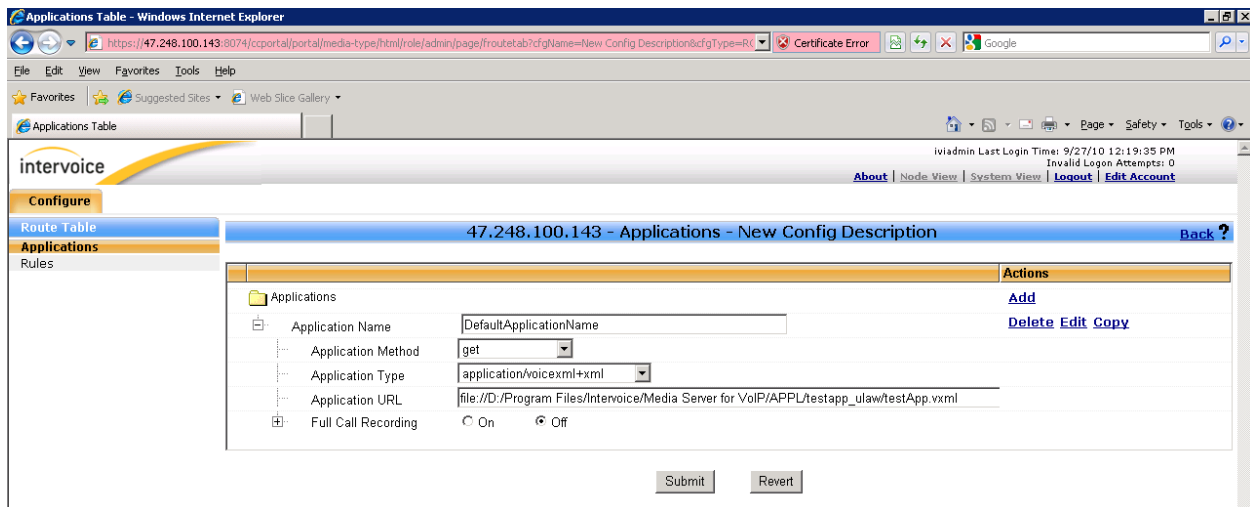 Applications Table - Windows Internet Explorer
https://47.248.100.143:8074/ccportal/portal/media-type/html/role/admin/page/froutetab?cfgName=New Config Description&cfgType=R
Certificate Error
Google
File Edit View Favorites Tools Help
Favorites Suggested Sites Web Slice Gallery
Applications Table
Page Safety Tools
intervoice
iviadmin Last Login Time: 9/27/10 12:19:35 PM
Invalid Logon Attempts: 0
About | Node View | System View | Logout | Edit Account
Configure
Route Table
Applications
Rules
47.248.100.143 - Applications - New Config Description
Back ?
Actions
Applications
Add
Application Name DefaultApplicationName
Delete Edit Copy
Application Method get
Application Type application/voicexml+xml
Application URL file://D:/Program Files/Intervoice/Media Server for VoIP/APPL/testapp_ulaw/testApp.vxml
Full Call Recording On Off
Submit Revert